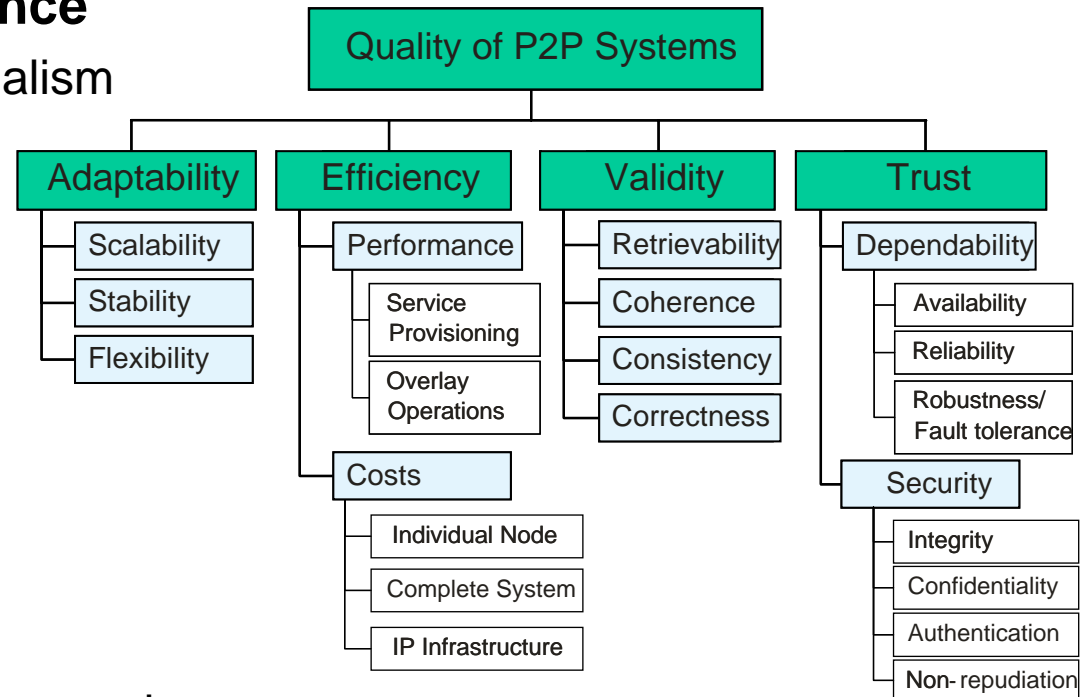 Quality of P2P Systems
alism
Adaptability
Scalability
Stability
Flexibility
Efficiency
Performance
Service
Provisioning
Overlay
Operations
Costs
Individual Node
Complete System
IP Infrastructure
Validity
Retrievability
Coherence
Consistency
Correctness
Trust
Dependability
Availability
Reliability
Robustness/
Fault tolerance
Security
Integrity
Confidentiality
Authentication
Non-repudiation